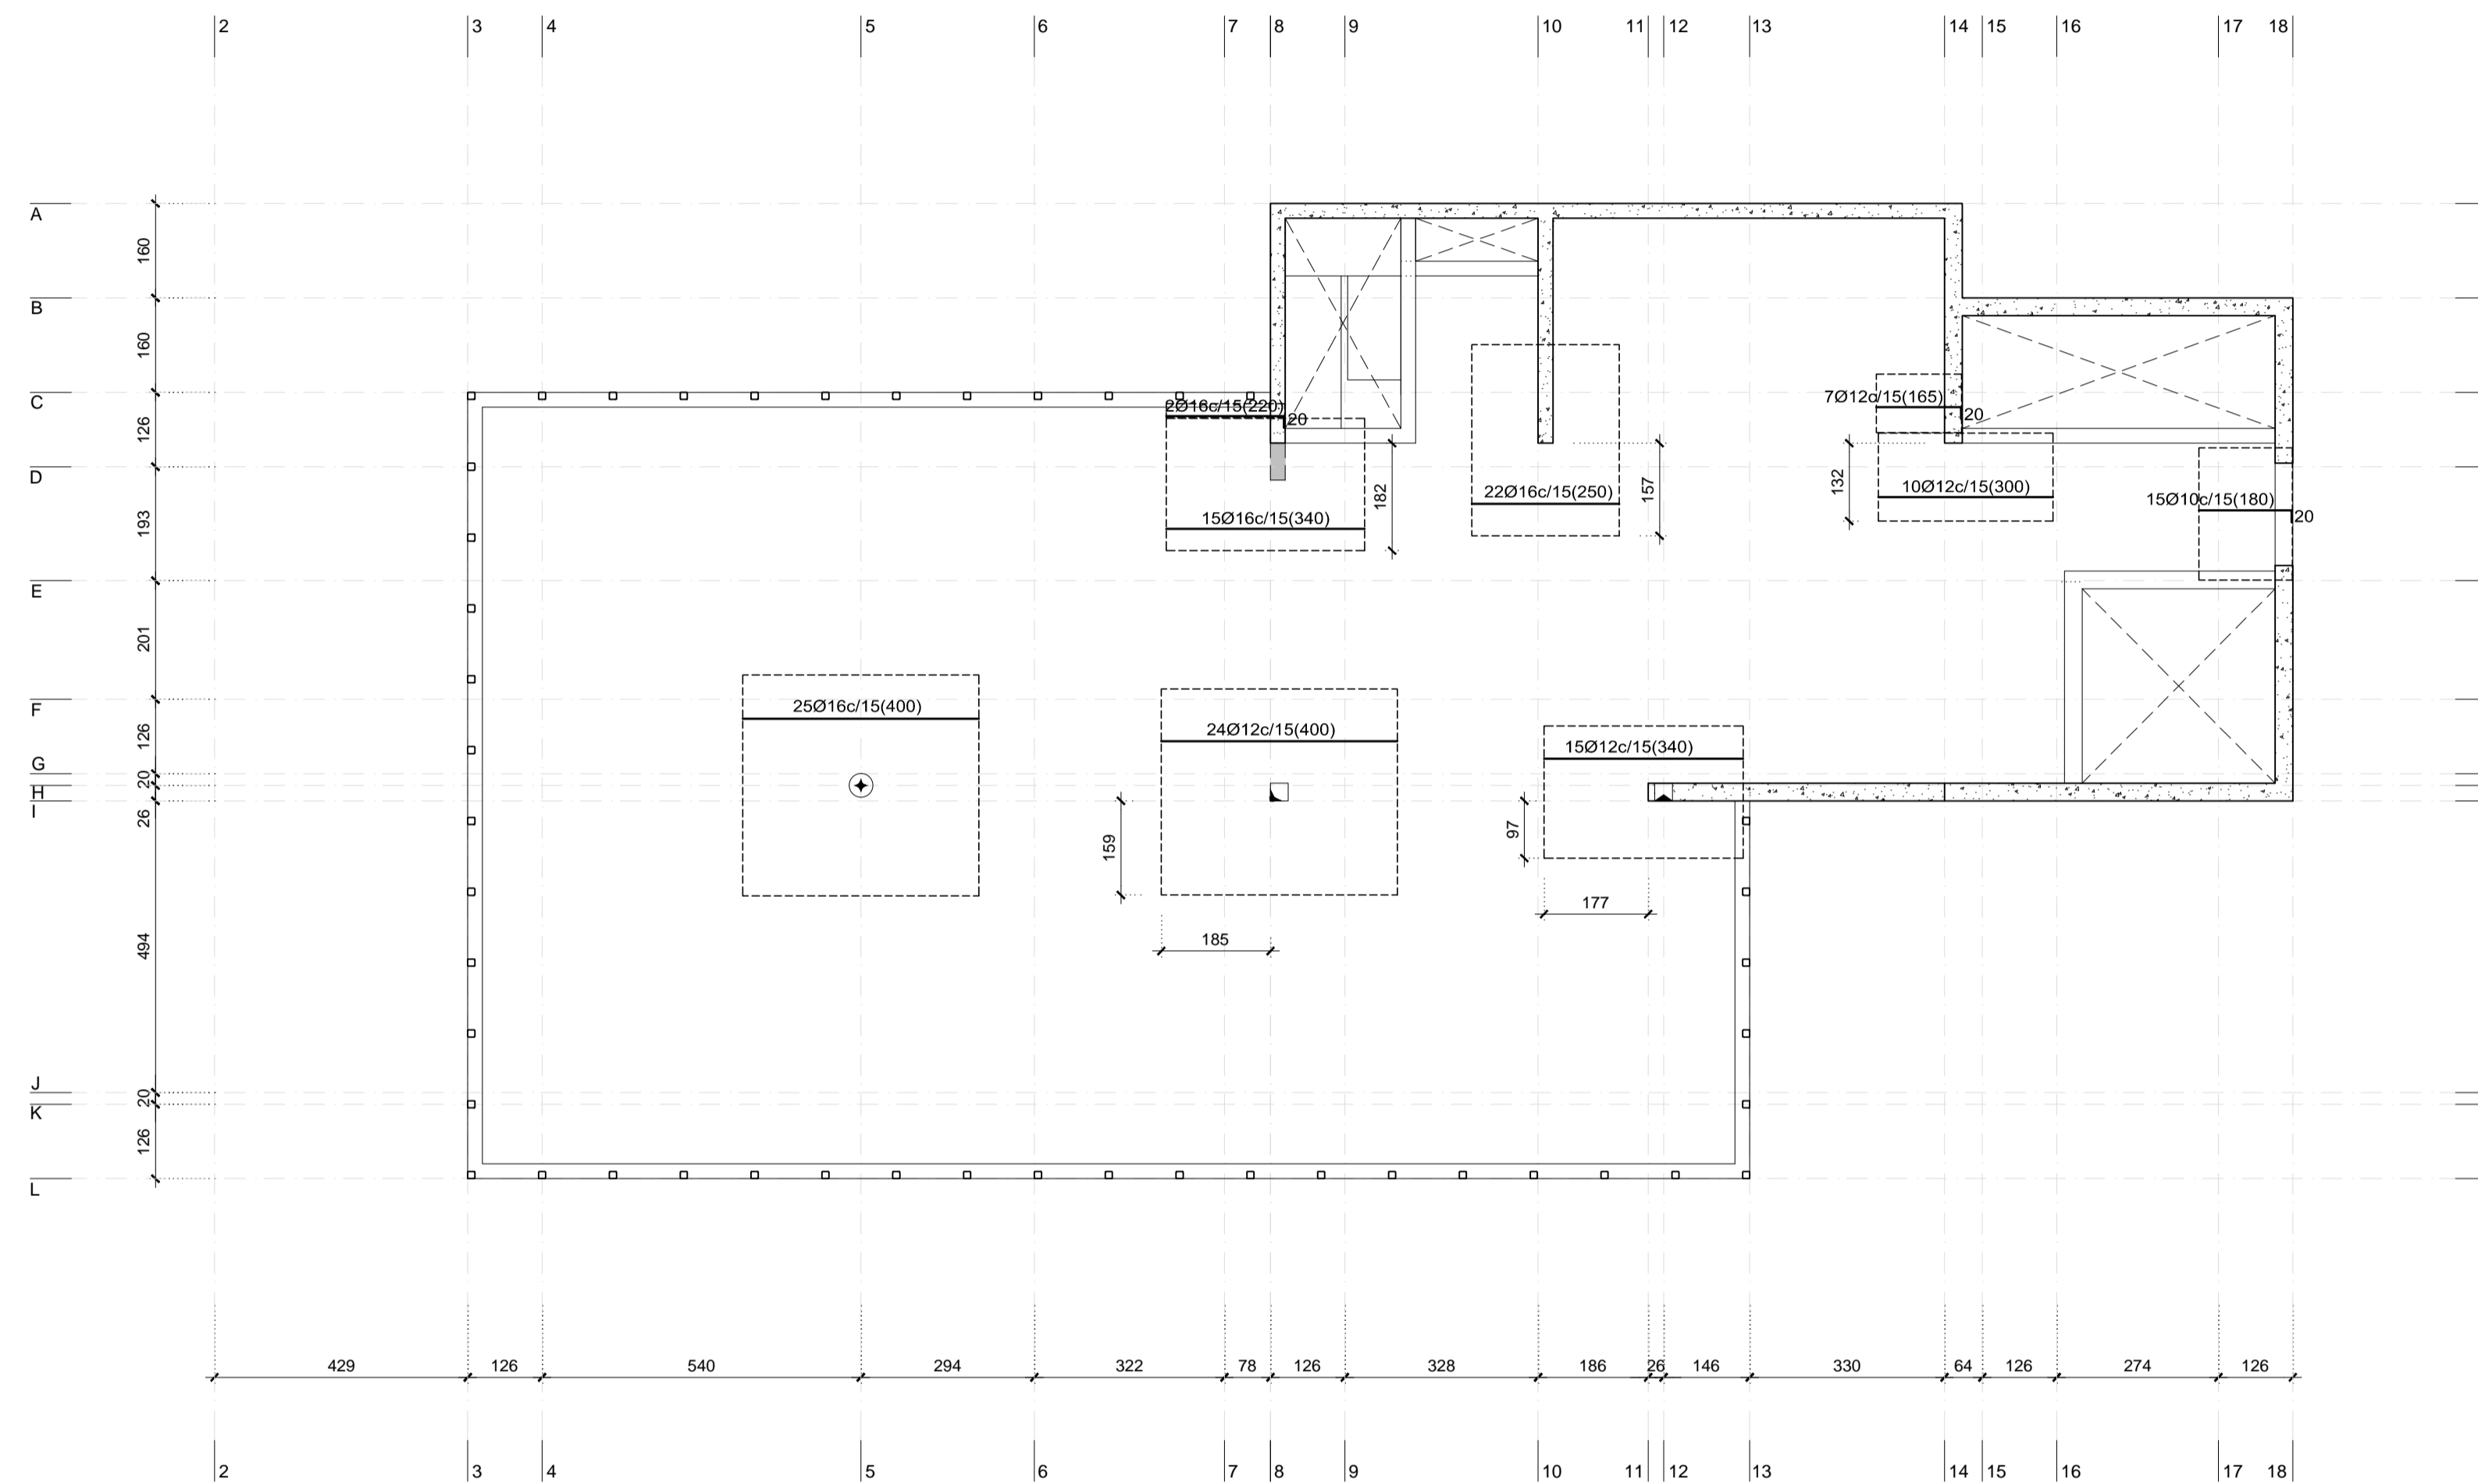 2 3 4 5 6 7 8 9 10 11 12 13 14 15 16 17 18
A
160
B
160
C
2Ø16c/15(220)
20
7Ø12c/15(165)
20
126
D
182
22Ø16c/15(250)
157
132
10Ø12c/15(300)
15Ø10c/15(180)
20
15Ø16c/15(340)
193
E
201
F
25Ø16c/15(400)
24Ø12c/15(400)
15Ø12c/15(340)
126
G
20
H
I
26
159
97
177
185
494
J
20
K
126
L
429 126 540 294 322 78 126 328 186 26 146 330 64 126 274 126
2 3 4 5 6 7 8 9 10 11 12 13 14 15 16 17 18